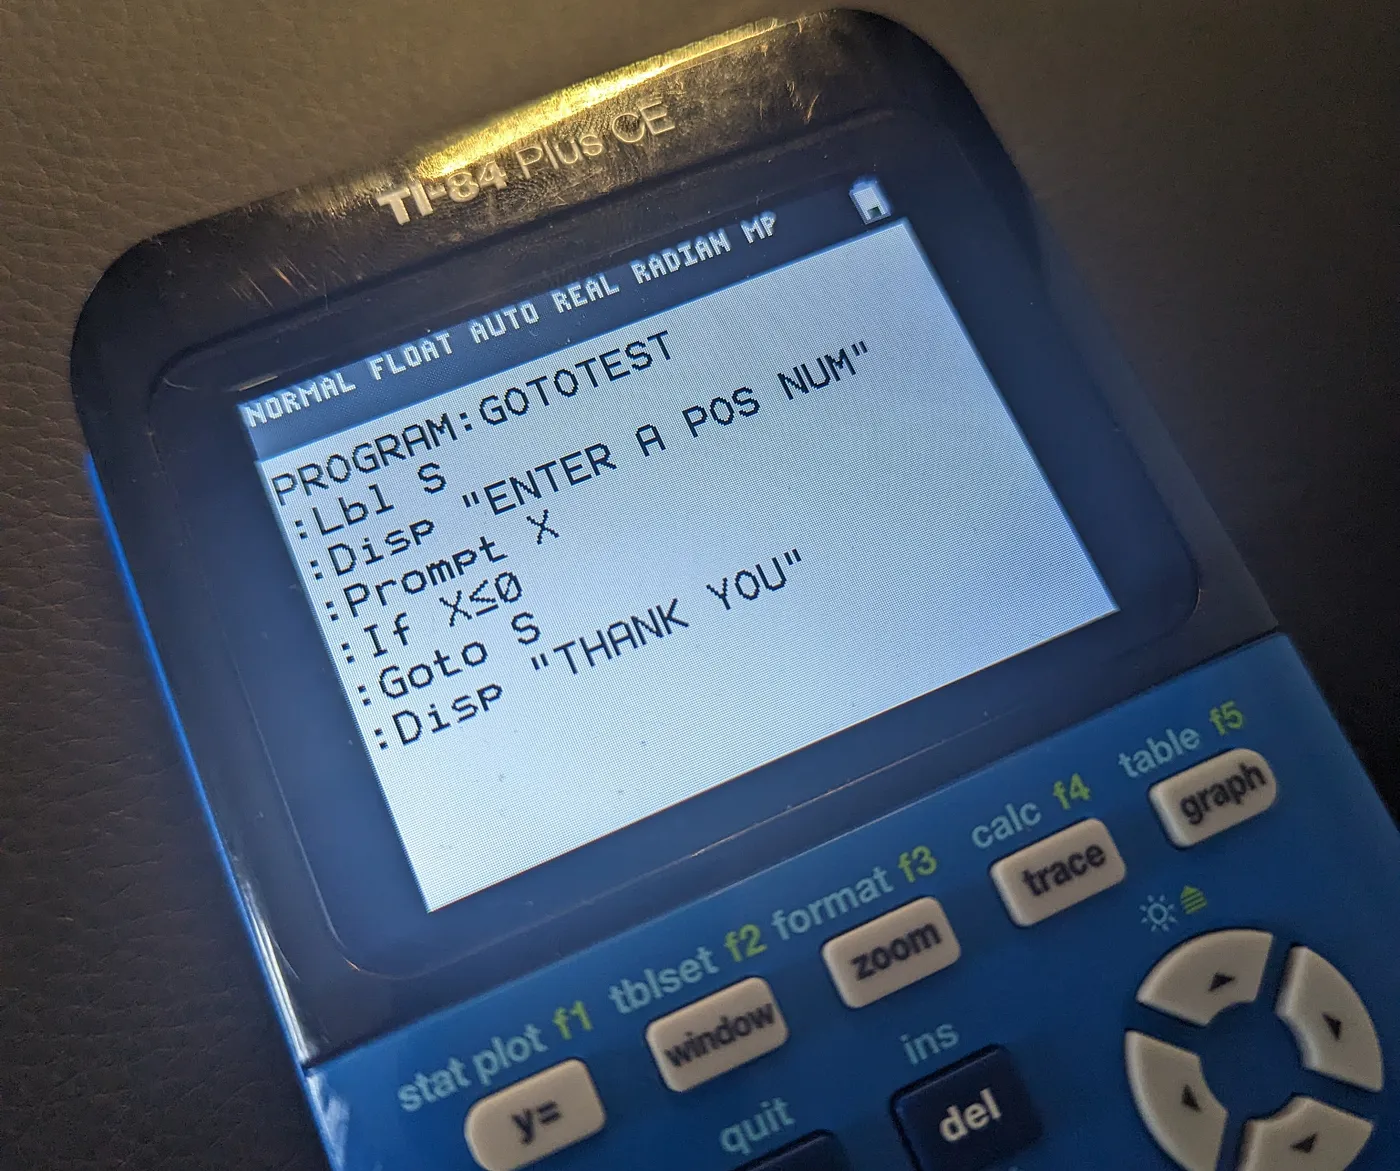 TI-84 Plus CE
NORMAL FLOAT AUTO REAL RADIAN MP
PROGRAM:GOTOTEST
:Lbl S
:Disp "ENTER A POS NUM"
:Prompt X
:If X≤0
:Goto S
:Disp "THANK YOU"
stat plot f1 tblset f2 format f3 calc f4 table f5
y= window zoom trace graph
quit ins
del